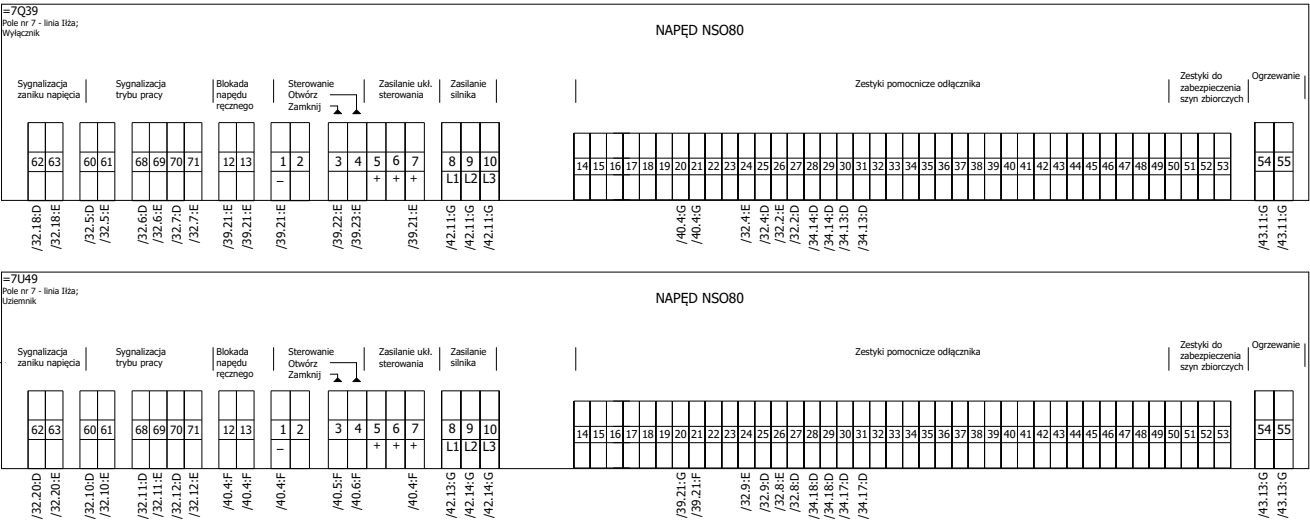 =7Q39
Pole nr 7 - linia Iłża;
Wyłącznik
NAPĘD NSO80
Sygnalizacja
zaniku napięcia
Sygnalizacja
trybu pracy
Blokada
napędu
ręcznego
Sterowanie
Otwórz
Zamknij
Zasilanie ukł.
sterowania
Zasilanie
silnika
Zestyki pomocnicze odłącznika
Zestyki do
zabezpieczenia
szyn zbiorczych
Ogrzewanie
62 63 60 61 68 69 70 71 12 13 1 2 3 4 5 6 7 8 9 10 14 15 16 17 18 19 20 21 22 23 24 25 26 27 28 29 30 31 32 33 34 35 36 37 38 39 40 41 42 43 44 45 46 47 48 49 50 51 52 53 54 55
– + + + L1 L2 L3
/32.18:D /32.18:E /32.5:D /32.5:E /32.6:D /32.6:E /32.7:D /32.7:E /39.21:E /39.21:E /39.21:E /39.22:E /39.23:E /39.21:E /42.11:G /42.11:G /42.11:G /40.4:G /40.4:G /32.4:E /32.4:D /32.2:E /32.2:D /34.14:D /34.14:D /34.13:D /34.13:D /43.11:G /43.11:G
=7U49
Pole nr 7 - linia Iłża;
Uziemnik
NAPĘD NSO80
Sygnalizacja
zaniku napięcia
Sygnalizacja
trybu pracy
Blokada
napędu
ręcznego
Sterowanie
Otwórz
Zamknij
Zasilanie ukł.
sterowania
Zasilanie
silnika
Zestyki pomocnicze odłącznika
Zestyki do
zabezpieczenia
szyn zbiorczych
Ogrzewanie
62 63 60 61 68 69 70 71 12 13 1 2 3 4 5 6 7 8 9 10 14 15 16 17 18 19 20 21 22 23 24 25 26 27 28 29 30 31 32 33 34 35 36 37 38 39 40 41 42 43 44 45 46 47 48 49 50 51 52 53 54 55
– + + + L1 L2 L3
/32.20:D /32.20:E /32.10:D /32.10:E /32.11:D /32.11:E /32.12:D /32.12:E /40.4:F /40.4:F /40.4:F /40.5:F /40.6:F /40.4:F /42.13:G /42.14:G /42.14:G /39.21:G /39.21:F /32.9:E /32.9:D /32.8:E /32.8:D /34.18:D /34.18:D /34.17:D /34.17:D /43.13:G /43.13:G